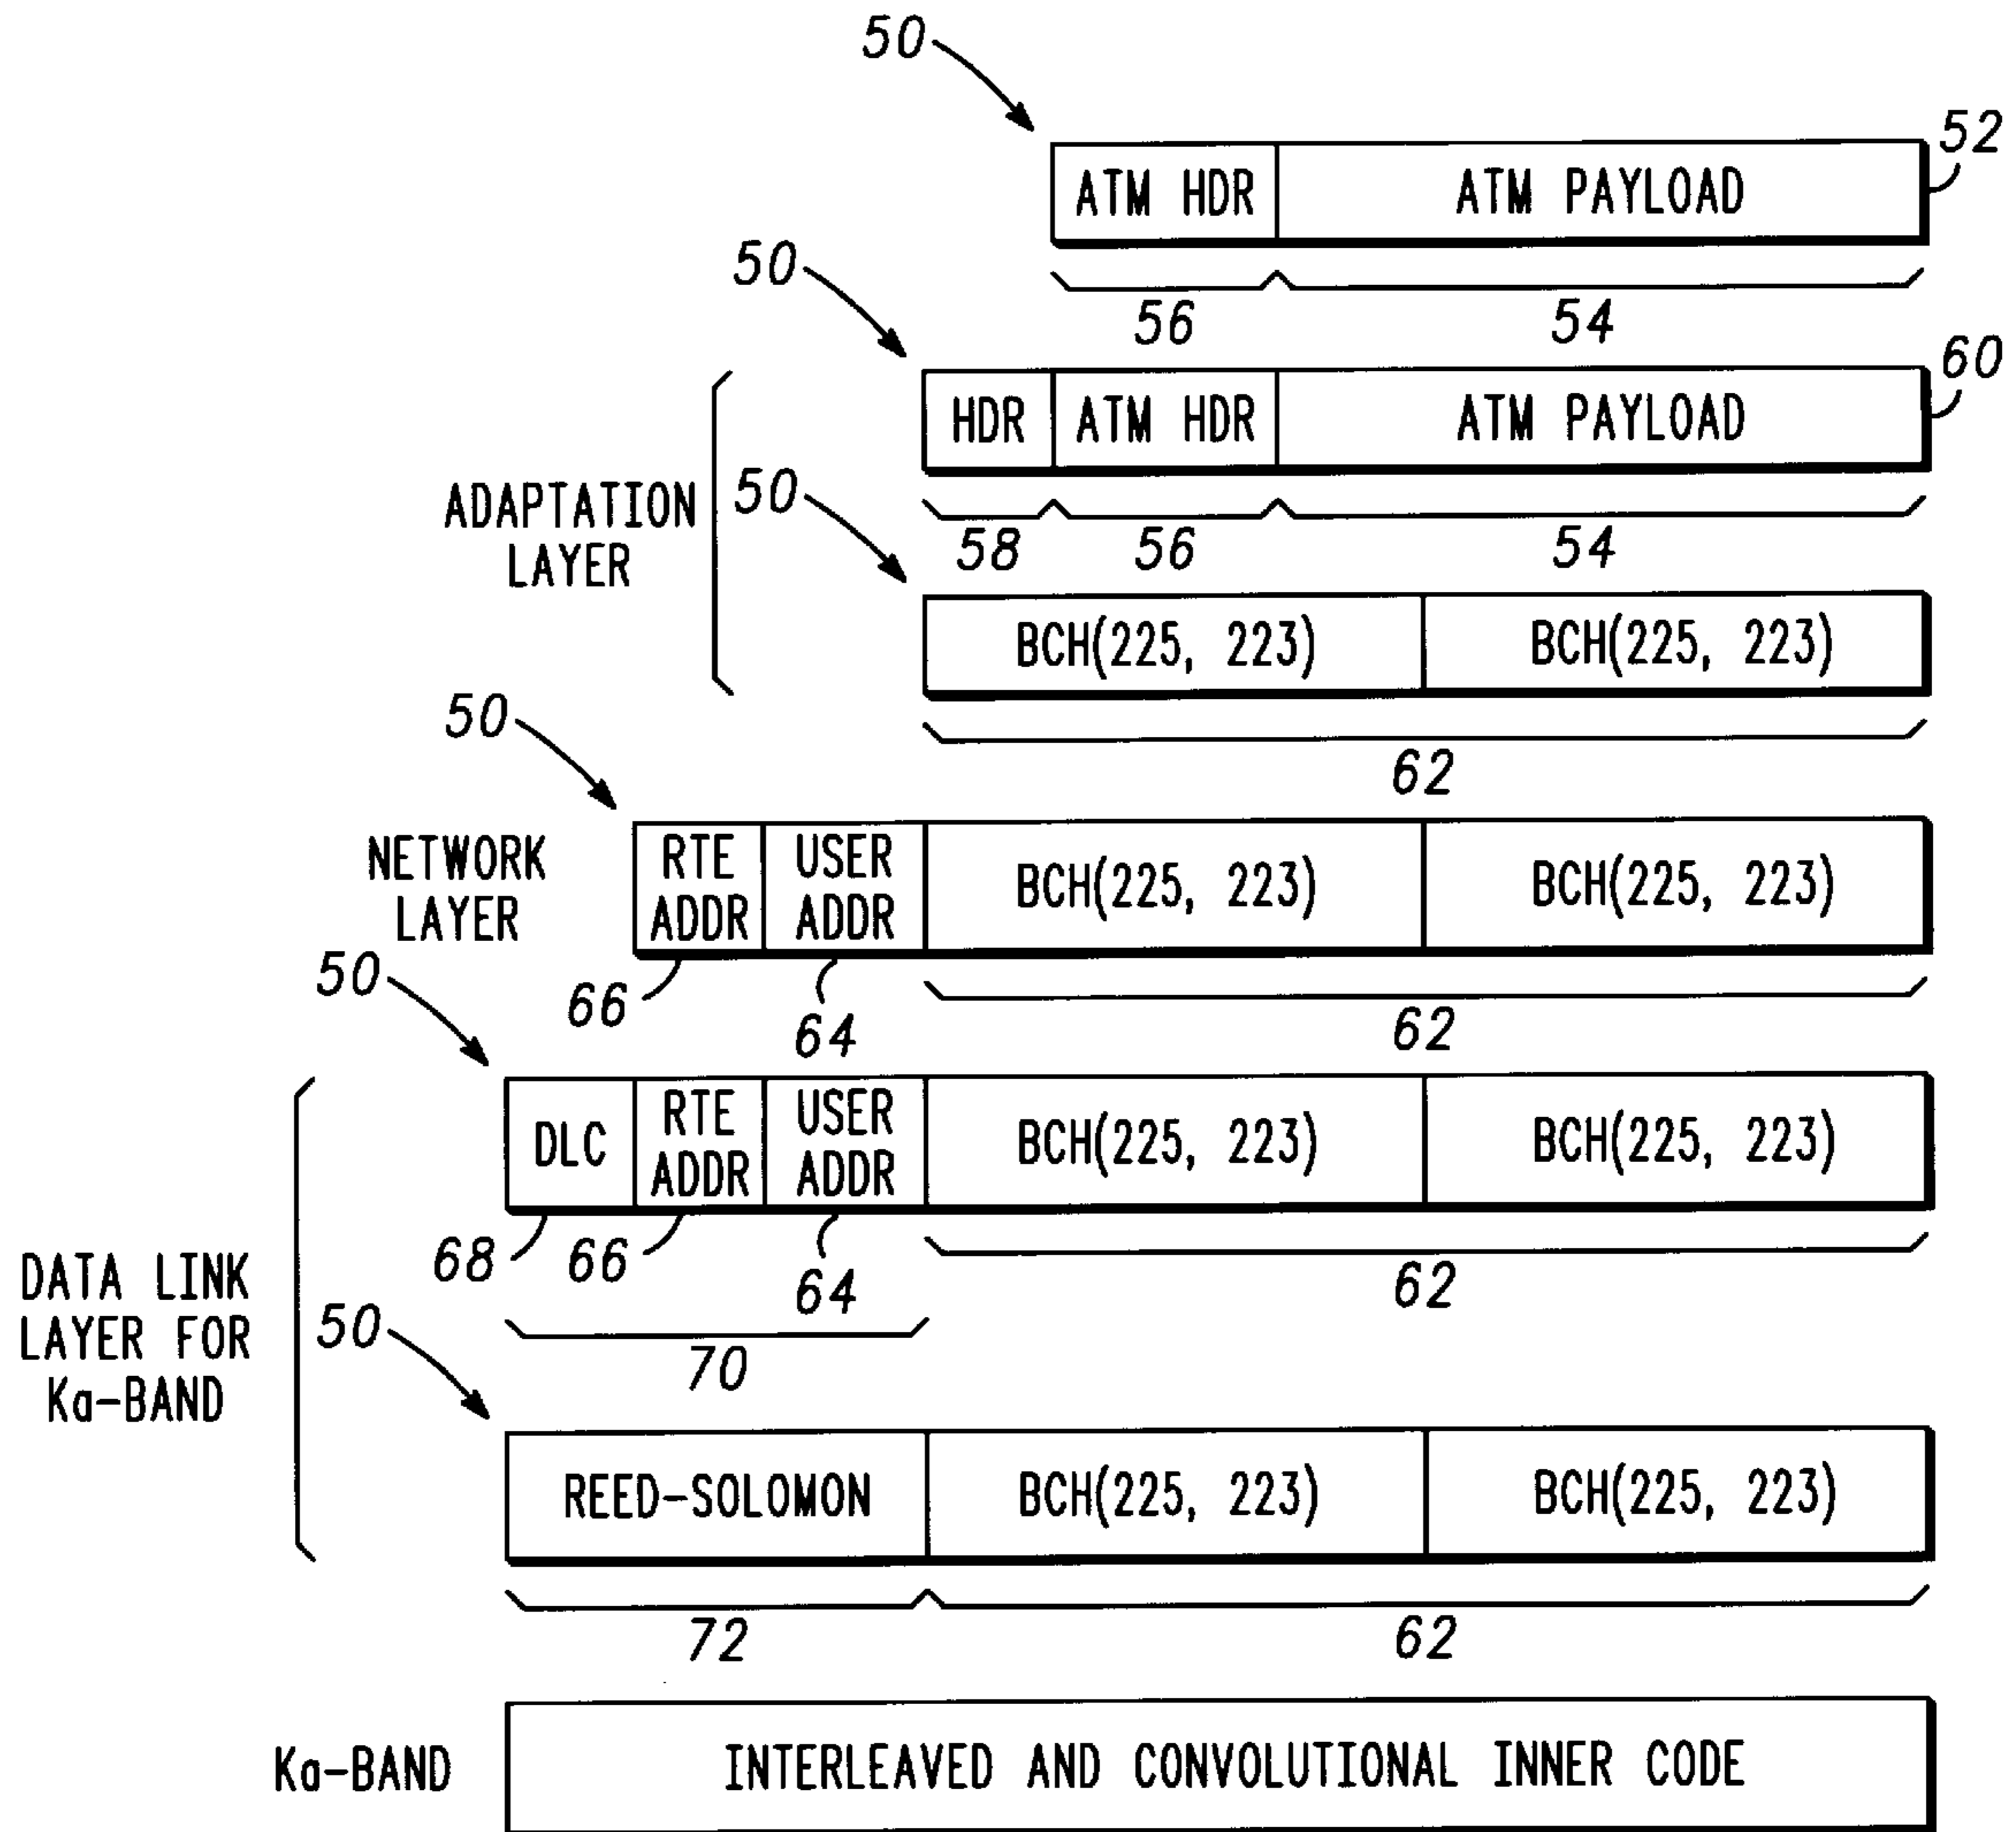 50
52
ATM HDR
ATM PAYLOAD
56
54
50
60
HDR
ATM HDR
ATM PAYLOAD
58
56
54
ADAPTATION
LAYER
50
BCH(225, 223)
BCH(225, 223)
62
50
NETWORK
LAYER
RTE
ADDR
USER
ADDR
BCH(225, 223)
BCH(225, 223)
66
64
62
50
DLC
RTE
ADDR
USER
ADDR
BCH(225, 223)
BCH(225, 223)
68
66
64
62
70
DATA LINK
LAYER FOR
Ka-BAND
50
REED-SOLOMON
BCH(225, 223)
BCH(225, 223)
72
62
Ka-BAND
INTERLEAVED AND CONVOLUTIONAL INNER CODE